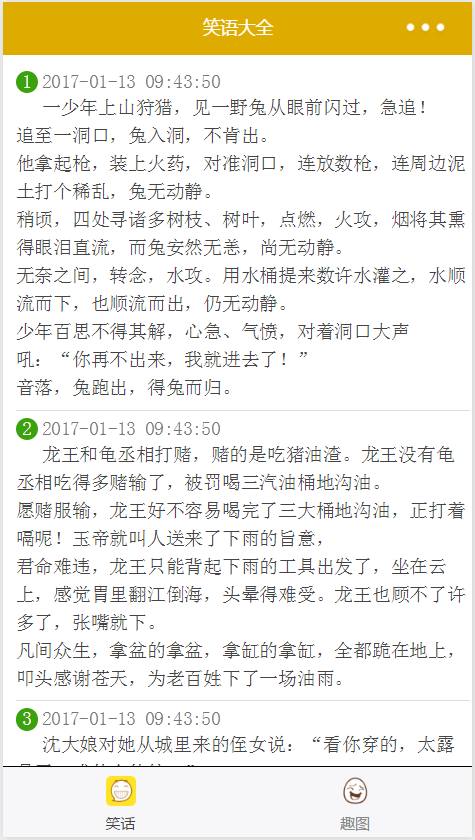 笑语大全
1 2017-01-13 09:43:50
一少年上山狩猎，见一野兔从眼前闪过，急追！
追至一洞口，兔入洞，不肯出。
他拿起枪，装上火药，对准洞口，连放数枪，连周边泥
土打个稀乱，兔无动静。
稍顷，四处寻诸多树枝、树叶，点燃，火攻，烟将其熏
得眼泪直流，而兔安然无恙，尚无动静。
无奈之间，转念，水攻。用水桶提来数许水灌之，水顺
流而下，也顺流而出，仍无动静。
少年百思不得其解，心急、气愤，对着洞口大声
吼：“你再不出来，我就进去了！”
音落，兔跑出，得兔而归。
2 2017-01-13 09:43:50
龙王和龟丞相打赌，赌的是吃猪油渣。龙王没有龟
丞相吃得多赌输了，被罚喝三汽油桶地沟油。
愿赌服输，龙王好不容易喝完了三大桶地沟油，正打着
嗝呢！玉帝就叫人送来了下雨的旨意，
君命难违，龙王只能背起下雨的工具出发了，坐在云
上，感觉胃里翻江倒海，头晕得难受。龙王也顾不了许
多了，张嘴就下。
凡间众生，拿盆的拿盆，拿缸的拿缸，全都跪在地上，
叩头感谢苍天，为老百姓下了一场油雨。
3 2017-01-13 09:43:50
沈大娘对她从城里来的侄女说：“看你穿的，太露
笑话
趣图